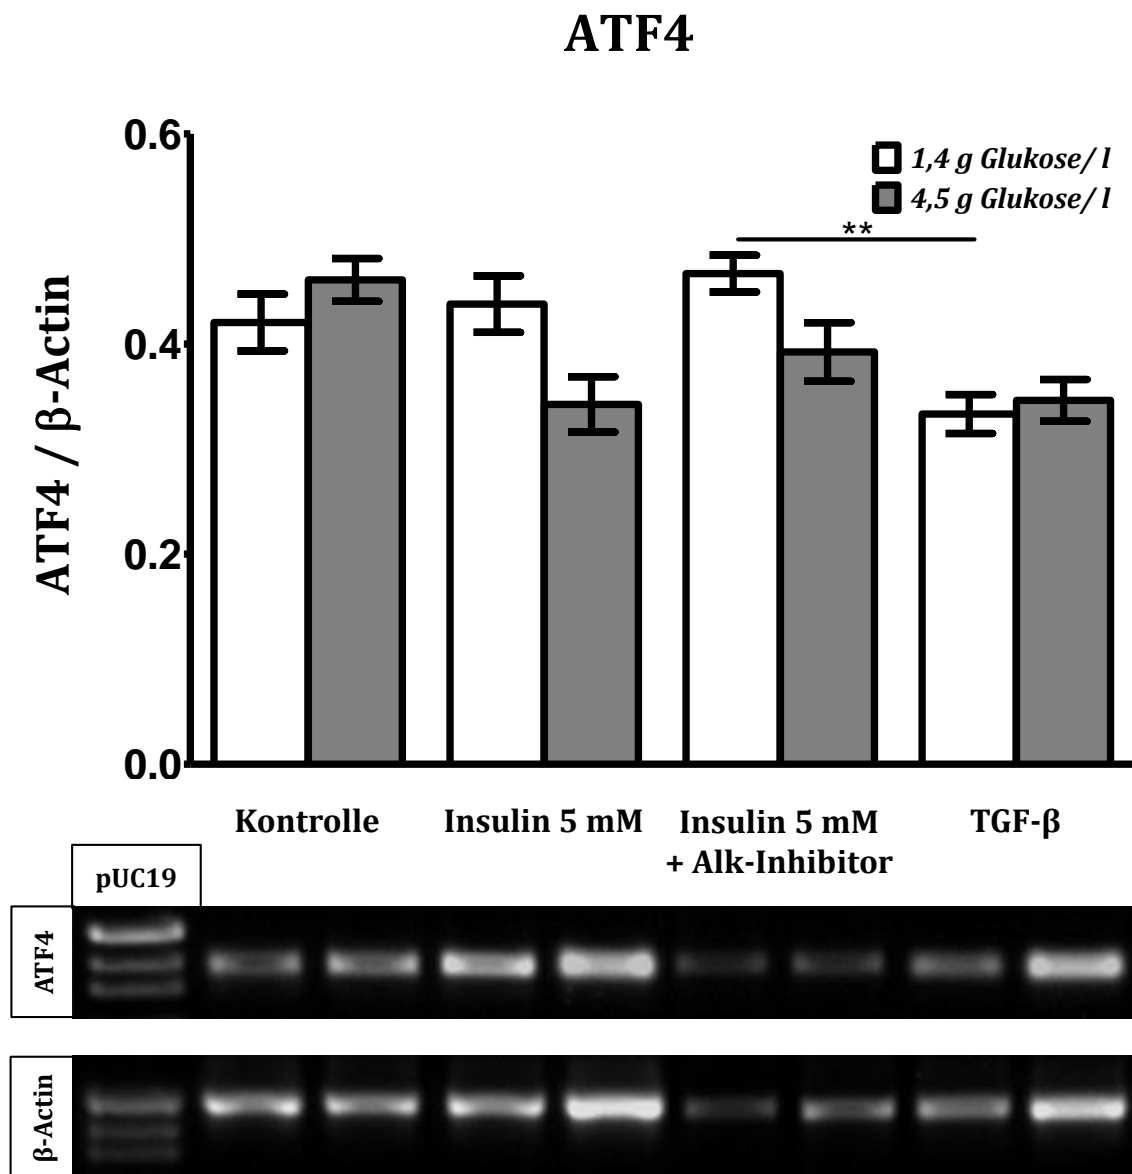 ATF4
0.6
0.4
0.2
0.0
ATF4 / β-Actin
1,4 g Glukose/ l
4,5 g Glukose/ l
**
Kontrolle
Insulin 5 mM
Insulin 5 mM
+ Alk-Inhibitor
TGF-β
pUC19
ATF4
β-Actin